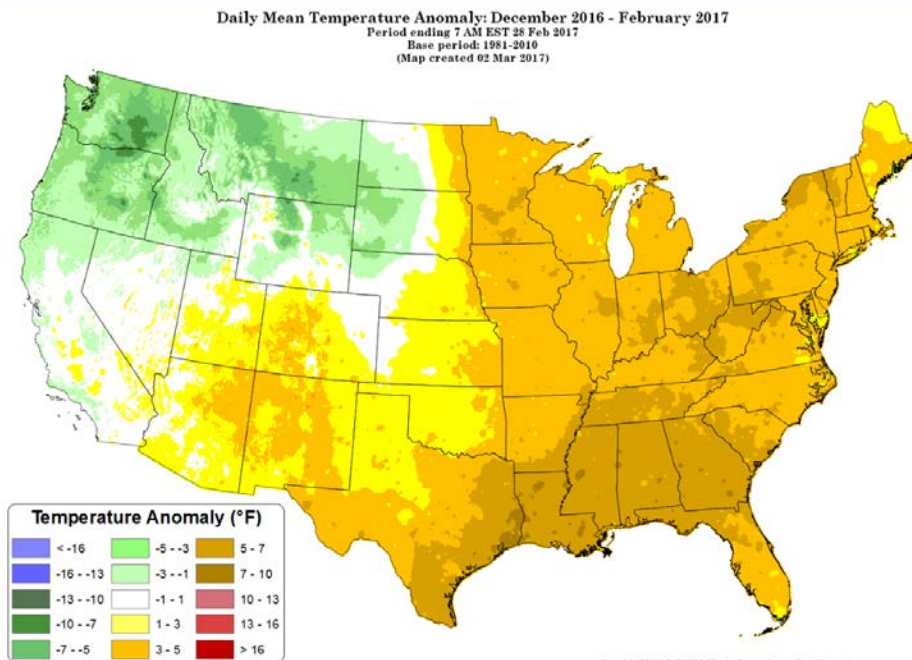 Daily Mean Temperature Anomaly: December 2016 - February 2017
Period ending 7 AM EST 28 Feb 2017
Base period: 1981-2010
(Map created 02 Mar 2017)
Temperature Anomaly (°F)
< -16
-16 - -13
-13 - -10
-10 - -7
-7 - -5
-5 - -3
-3 - -1
-1 - 1
1 - 3
3 - 5
5 - 7
7 - 10
10 - 13
13 - 16
> 16